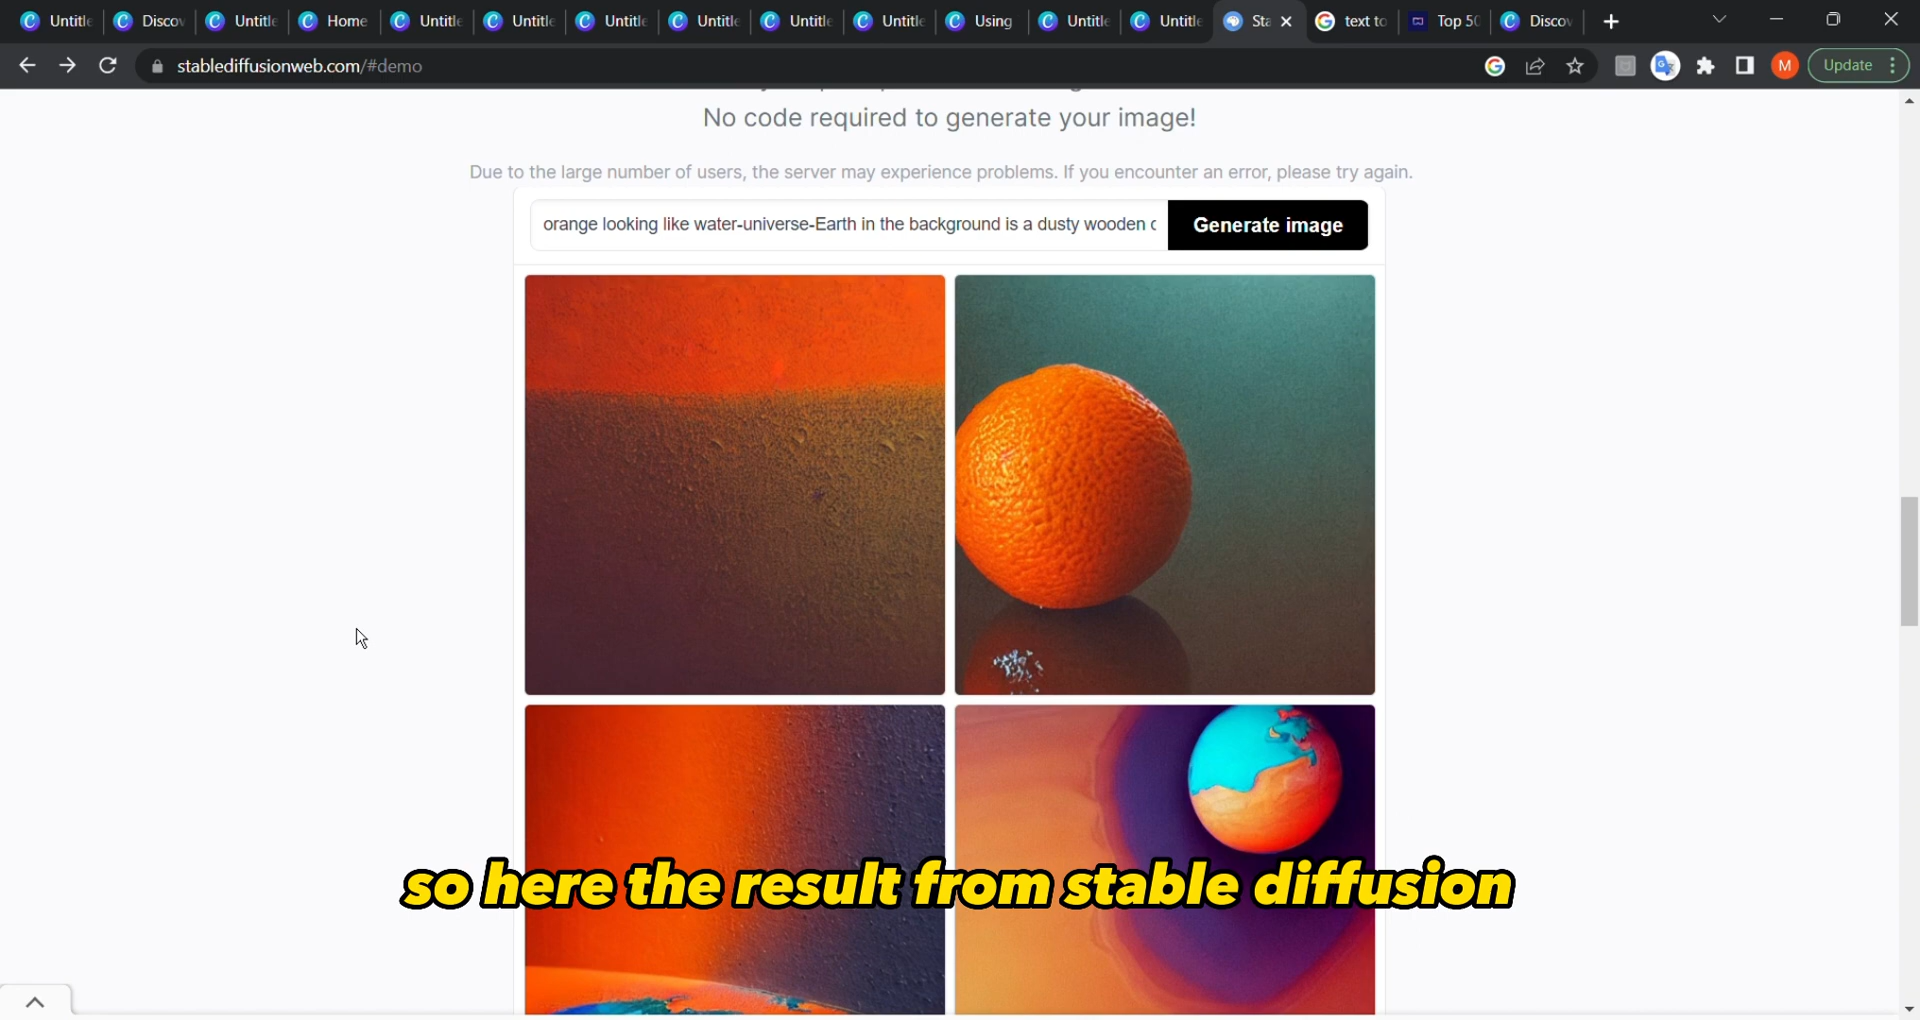 Untitle Discov Untitle Home Untitle Untitle Untitle Untitle Untitle Untitle Using Untitle Untitle Sta text to Top 50 Discov
stablediffusionweb.com/#demo
M
Update
No code required to generate your image!
Due to the large number of users, the server may experience problems. If you encounter an error, please try again.
orange looking like water-universe-Earth in the background is a dusty wooden c
Generate image
so here the result from stable diffusion